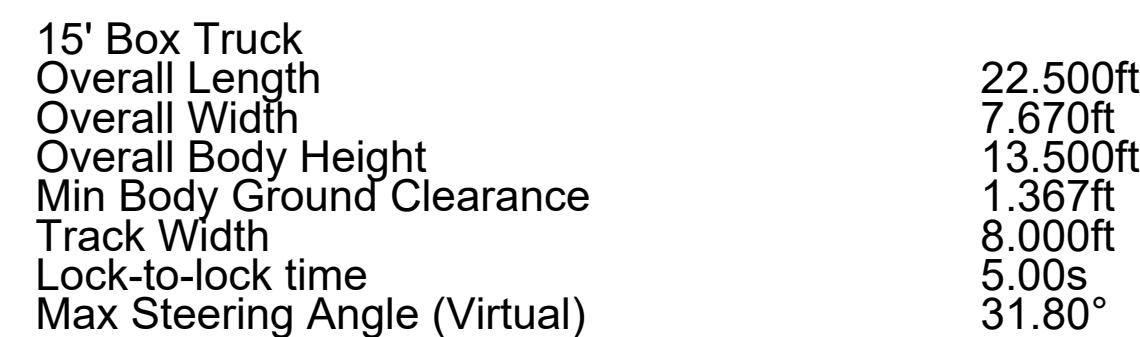 15' Box Truck
Overall Length 22.500ft
Overall Width 7.670ft
Overall Body Height 13.500ft
Min Body Ground Clearance 1.367ft
Track Width 8.000ft
Lock-to-lock time 5.00s
Max Steering Angle (Virtual) 31.80°